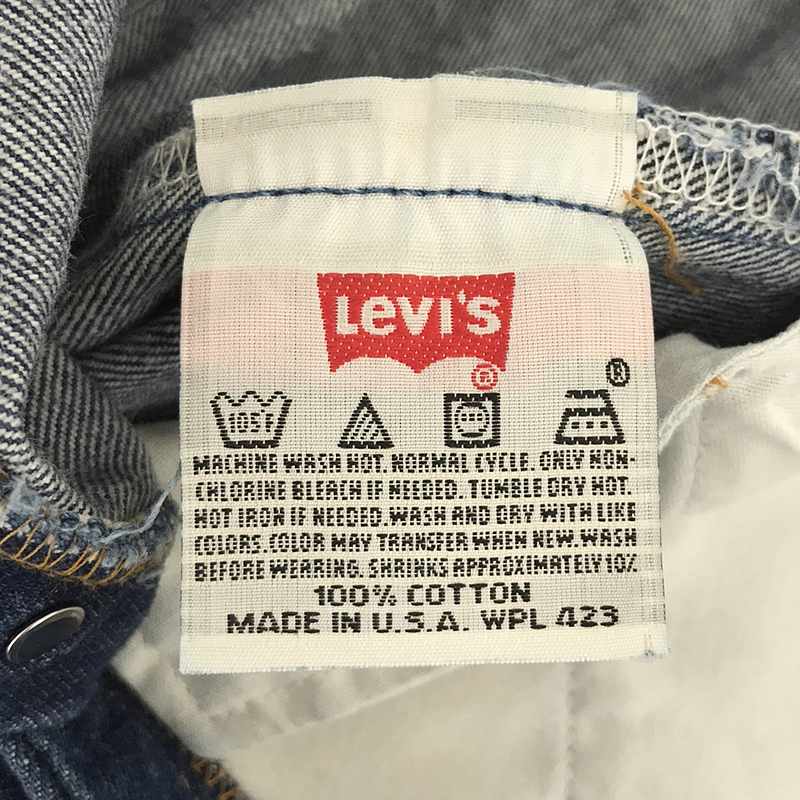 LEVI'S
®
®
105F
MACHINE WASH HOT. NORMAL CYCLE. ONLY NON-
CHLORINE BLEACH IF NEEDED. TUMBLE DRY HOT.
HOT IRON IF NEEDED.WASH AND DRY WITH LIKE
COLORS.COLOR MAY TRANSFER WHEN NEW.WASH
BEFORE WEARING. SHRINKS APPROXIMATELY 10%
100% COTTON
MADE IN U.S.A. WPL 423